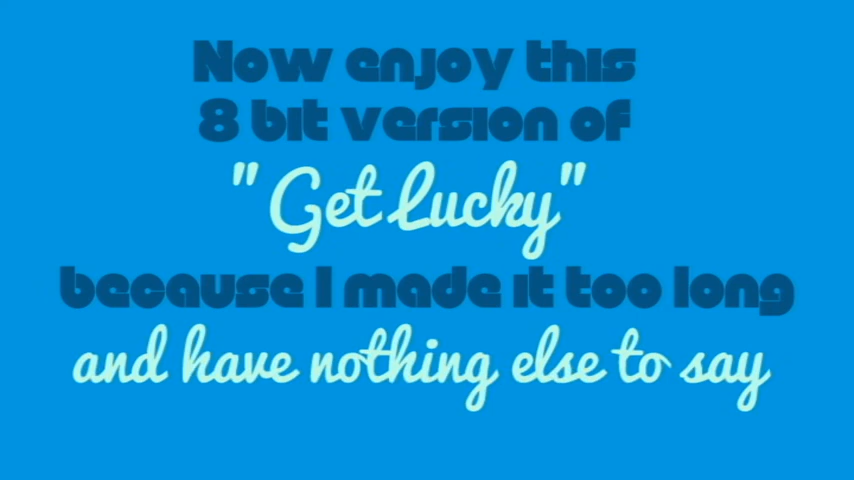 Now enjoy this
8 bit version of
"Get Lucky"
because I made it too long
and have nothing else to say